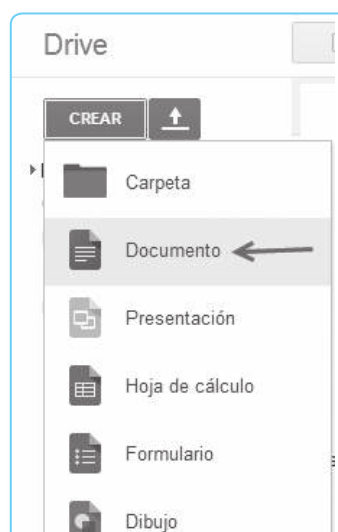 Drive
CREAR
Carpeta
Documento
Presentación
Hoja de cálculo
Formulario
Dibujo